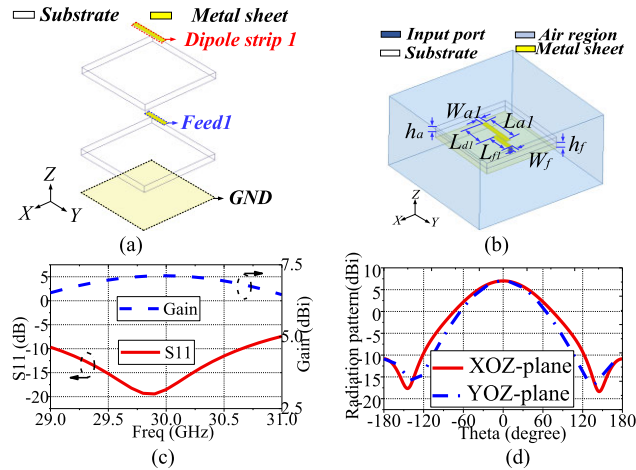 (a)
Substrate
Metal sheet
Dipole strip 1
Feed1
GND
Z
X
Y
(a)
(b)
Input port
Air region
Substrate
Metal sheet
Wa1
La1
ha
Ld1
Lf1
hf
Wf
Z
X
Y
(b)
5
0
-5
-10
-15
-20
S11 (dB)
7.5
5.0
2.5
Gain (dBi)
Gain
S11
29.0
29.5
30.0
30.5
31.0
Freq (GHz)
(c)
10
5
0
-5
-10
15
-10
15
20
Radiation pattern(dBi)
XOZ-plane
YOZ-plane
-180
-120
-60
0
60
120
180
Theta (degree)
(d)